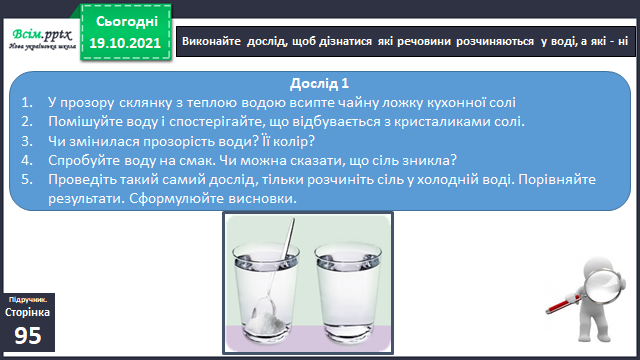 Всім.pptx
Нова українська школа
Сьогодні
19.10.2021
Виконайте дослід, щоб дізнатися які речовини розчиняються у воді, а які - ні
Дослід 1
1. У прозору склянку з теплою водою всипте чайну ложку кухонної солі
2. Помішуйте воду і спостерігайте, що відбувається з кристаликами солі.
3. Чи змінилася прозорість води? Її колір?
4. Спробуйте воду на смак. Чи можна сказати, що сіль зникла?
5. Проведіть такий самий дослід, тільки розчиніть сіль у холодній воді. Порівняйте
результати. Сформулюйте висновки.
Підручник.
Сторінка
95